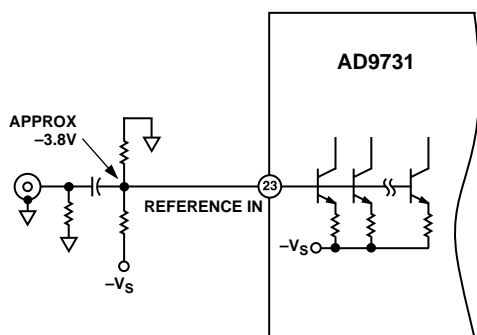 AD9731
APPROX
–3.8V
23
REFERENCE IN
–VS
–VS